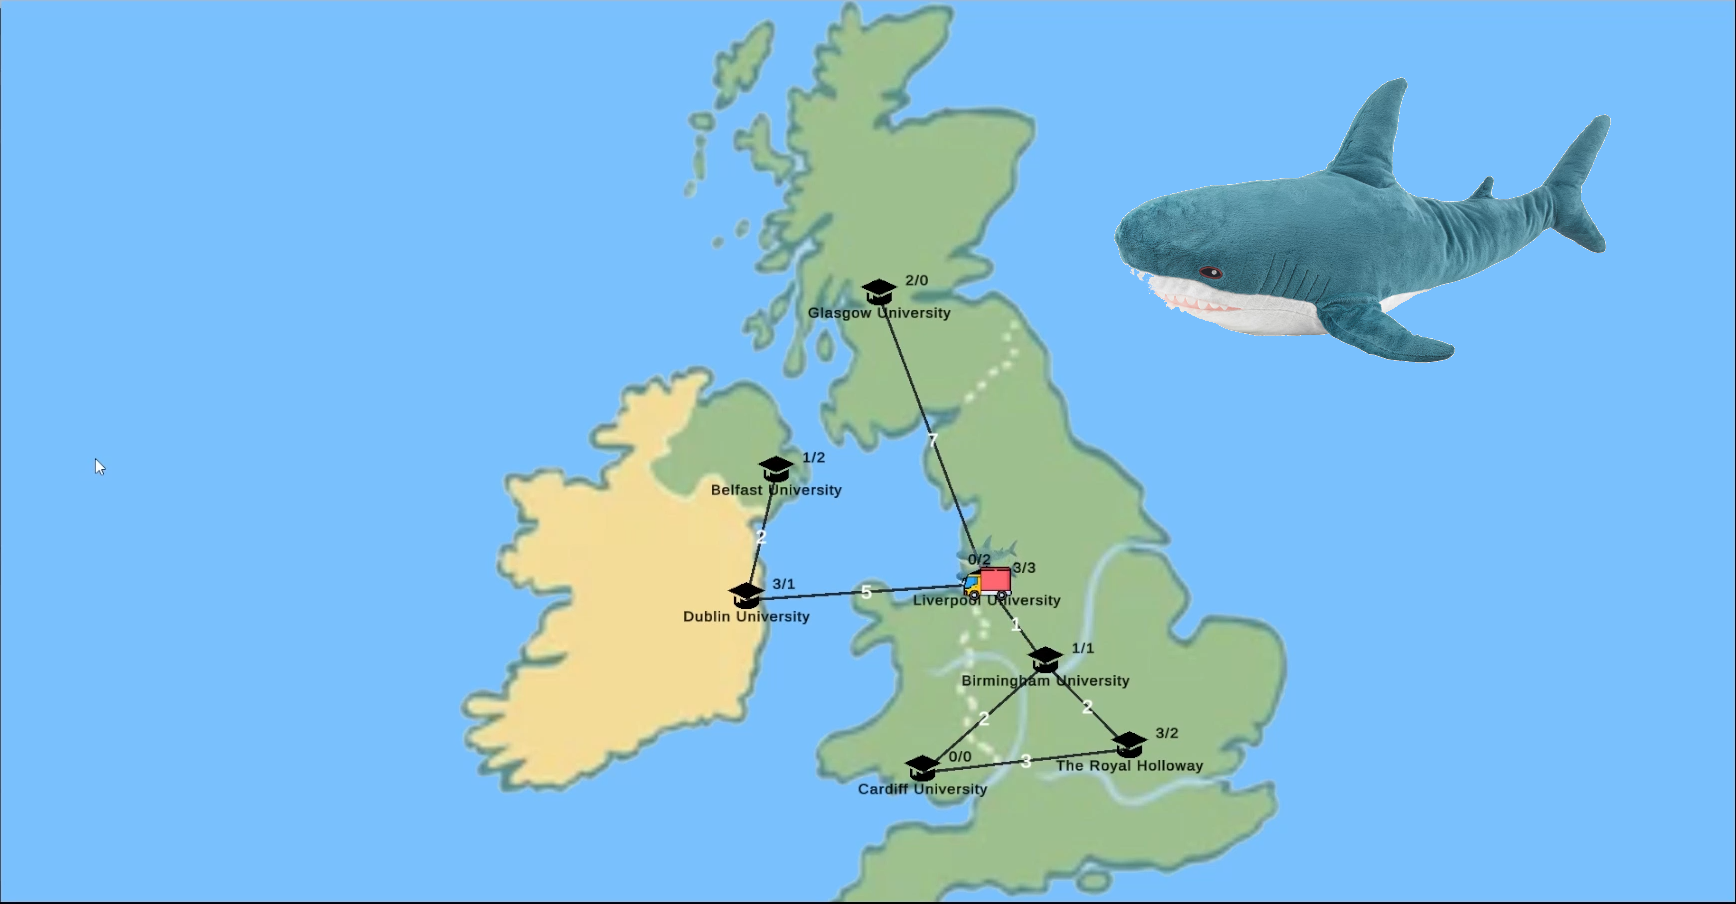 2/0
Glasgow University
7
1/2
Belfast University
2
0/2
3/3
Liverpool University
3/1
Dublin University
5
1
1/1
Birmingham University
2
2
3/2
The Royal Holloway
0/0
3
Cardiff University